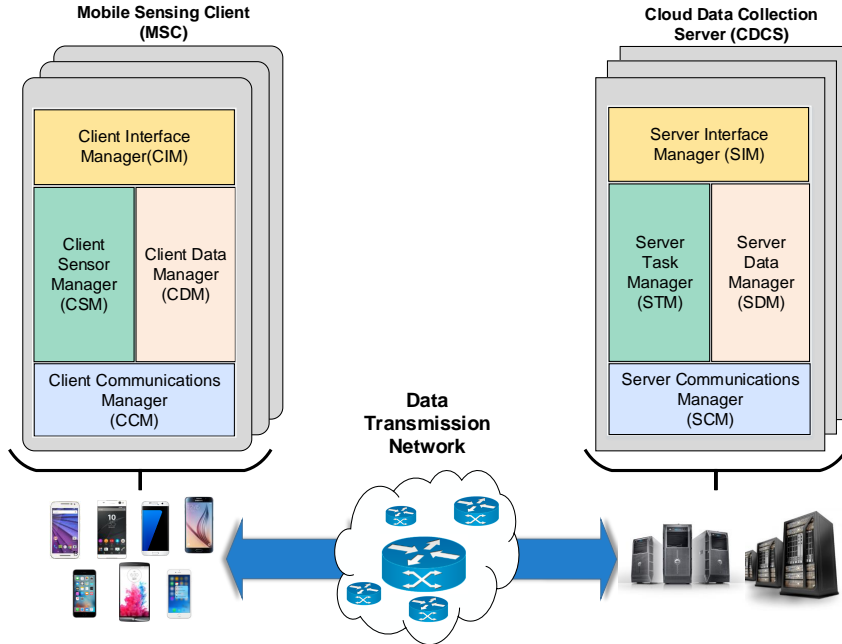 Mobile Sensing Client
(MSC)
Cloud Data Collection
Server (CDCS)
Client Interface
Manager(CIM)
Client
Sensor
Manager
(CSM)
Client Data
Manager
(CDM)
Client Communications
Manager
(CCM)
Server Interface
Manager (SIM)
Server
Task
Manager
(STM)
Server
Data
Manager
(SDM)
Server Communications
Manager
(SCM)
Data
Transmission
Network